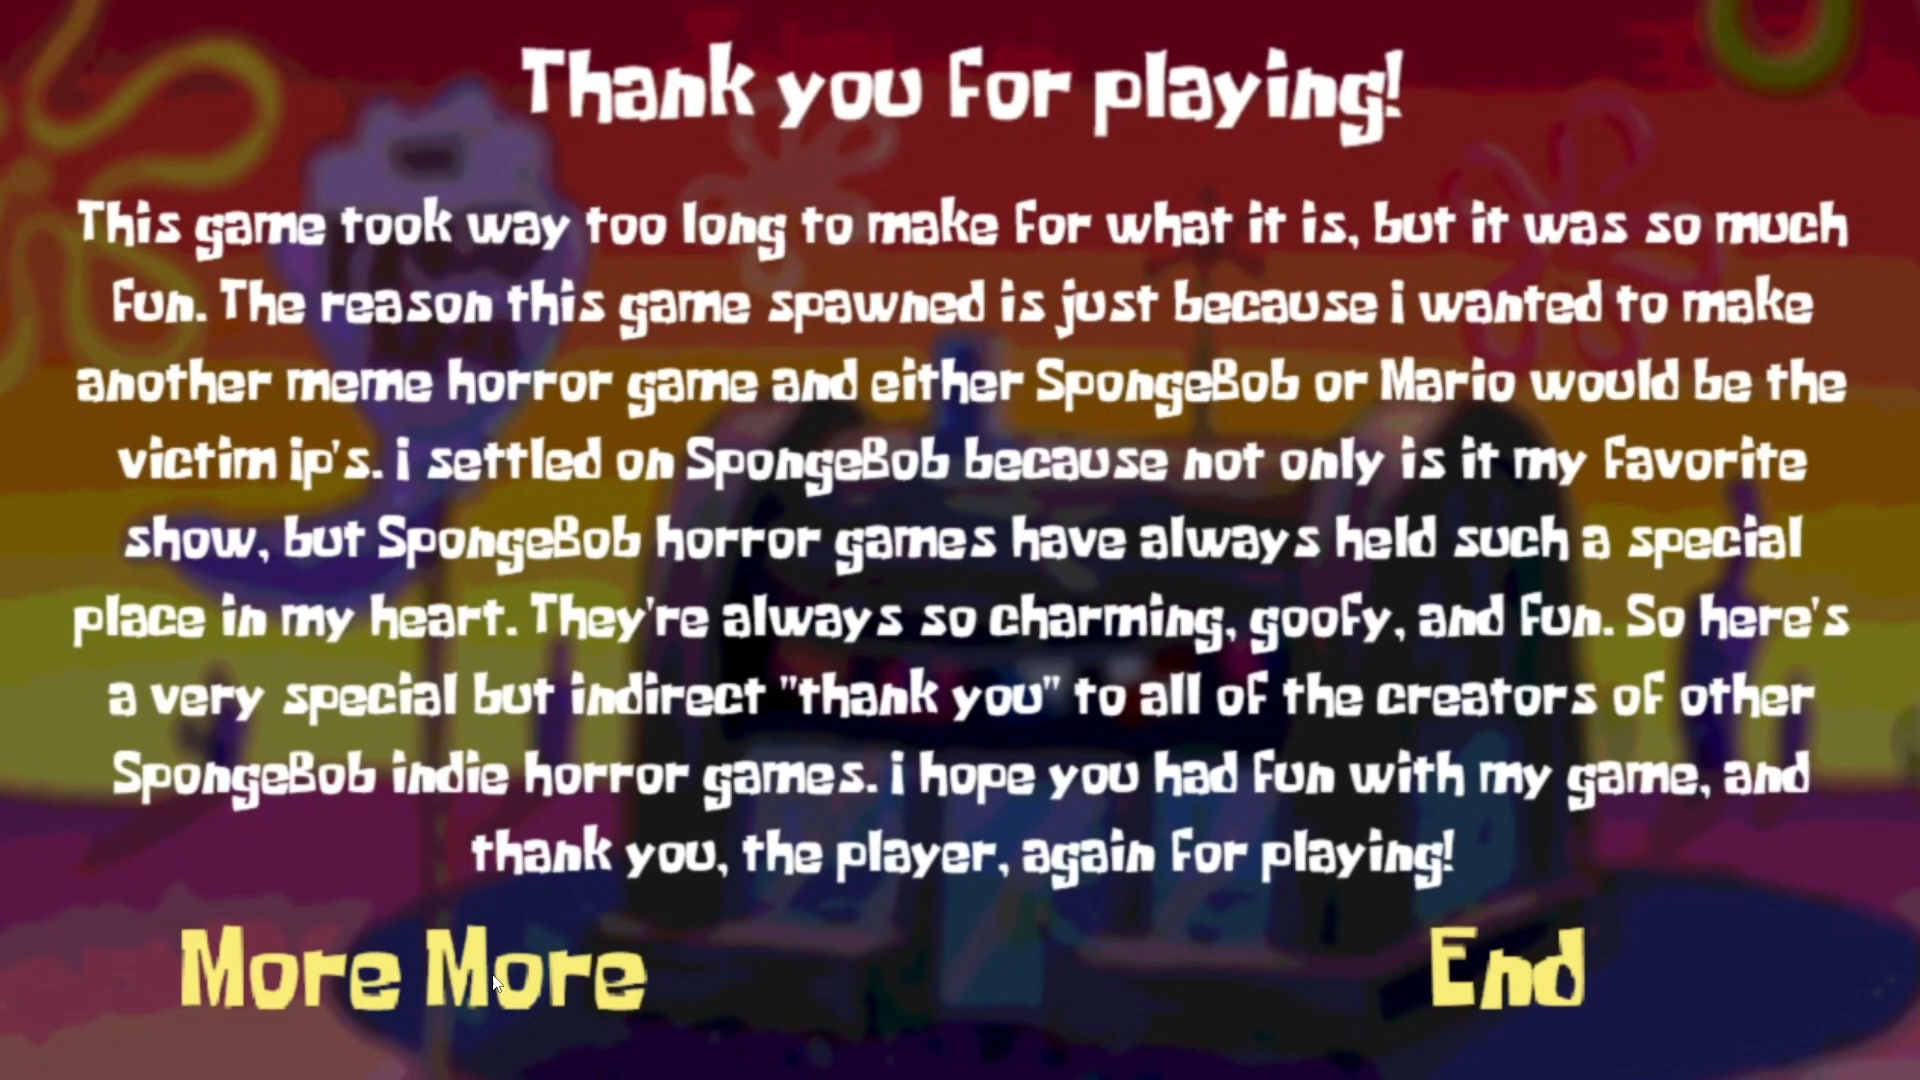 Thank you for playing!
This game took way too long to make for what it is, but it was so much
fun. The reason this game spawned is just because i wanted to make
another meme horror game and either SpongeBob or Mario would be the
victim ip's. i settled on SpongeBob because not only is it my favorite
show, but SpongeBob horror games have always held such a special
place in my heart. They're always so charming, goofy, and fun. So here's
a very special but indirect "thank you" to all of the creators of other
SpongeBob indie horror games. i hope you had fun with my game, and
thank you, the player, again for playing!
More More
End